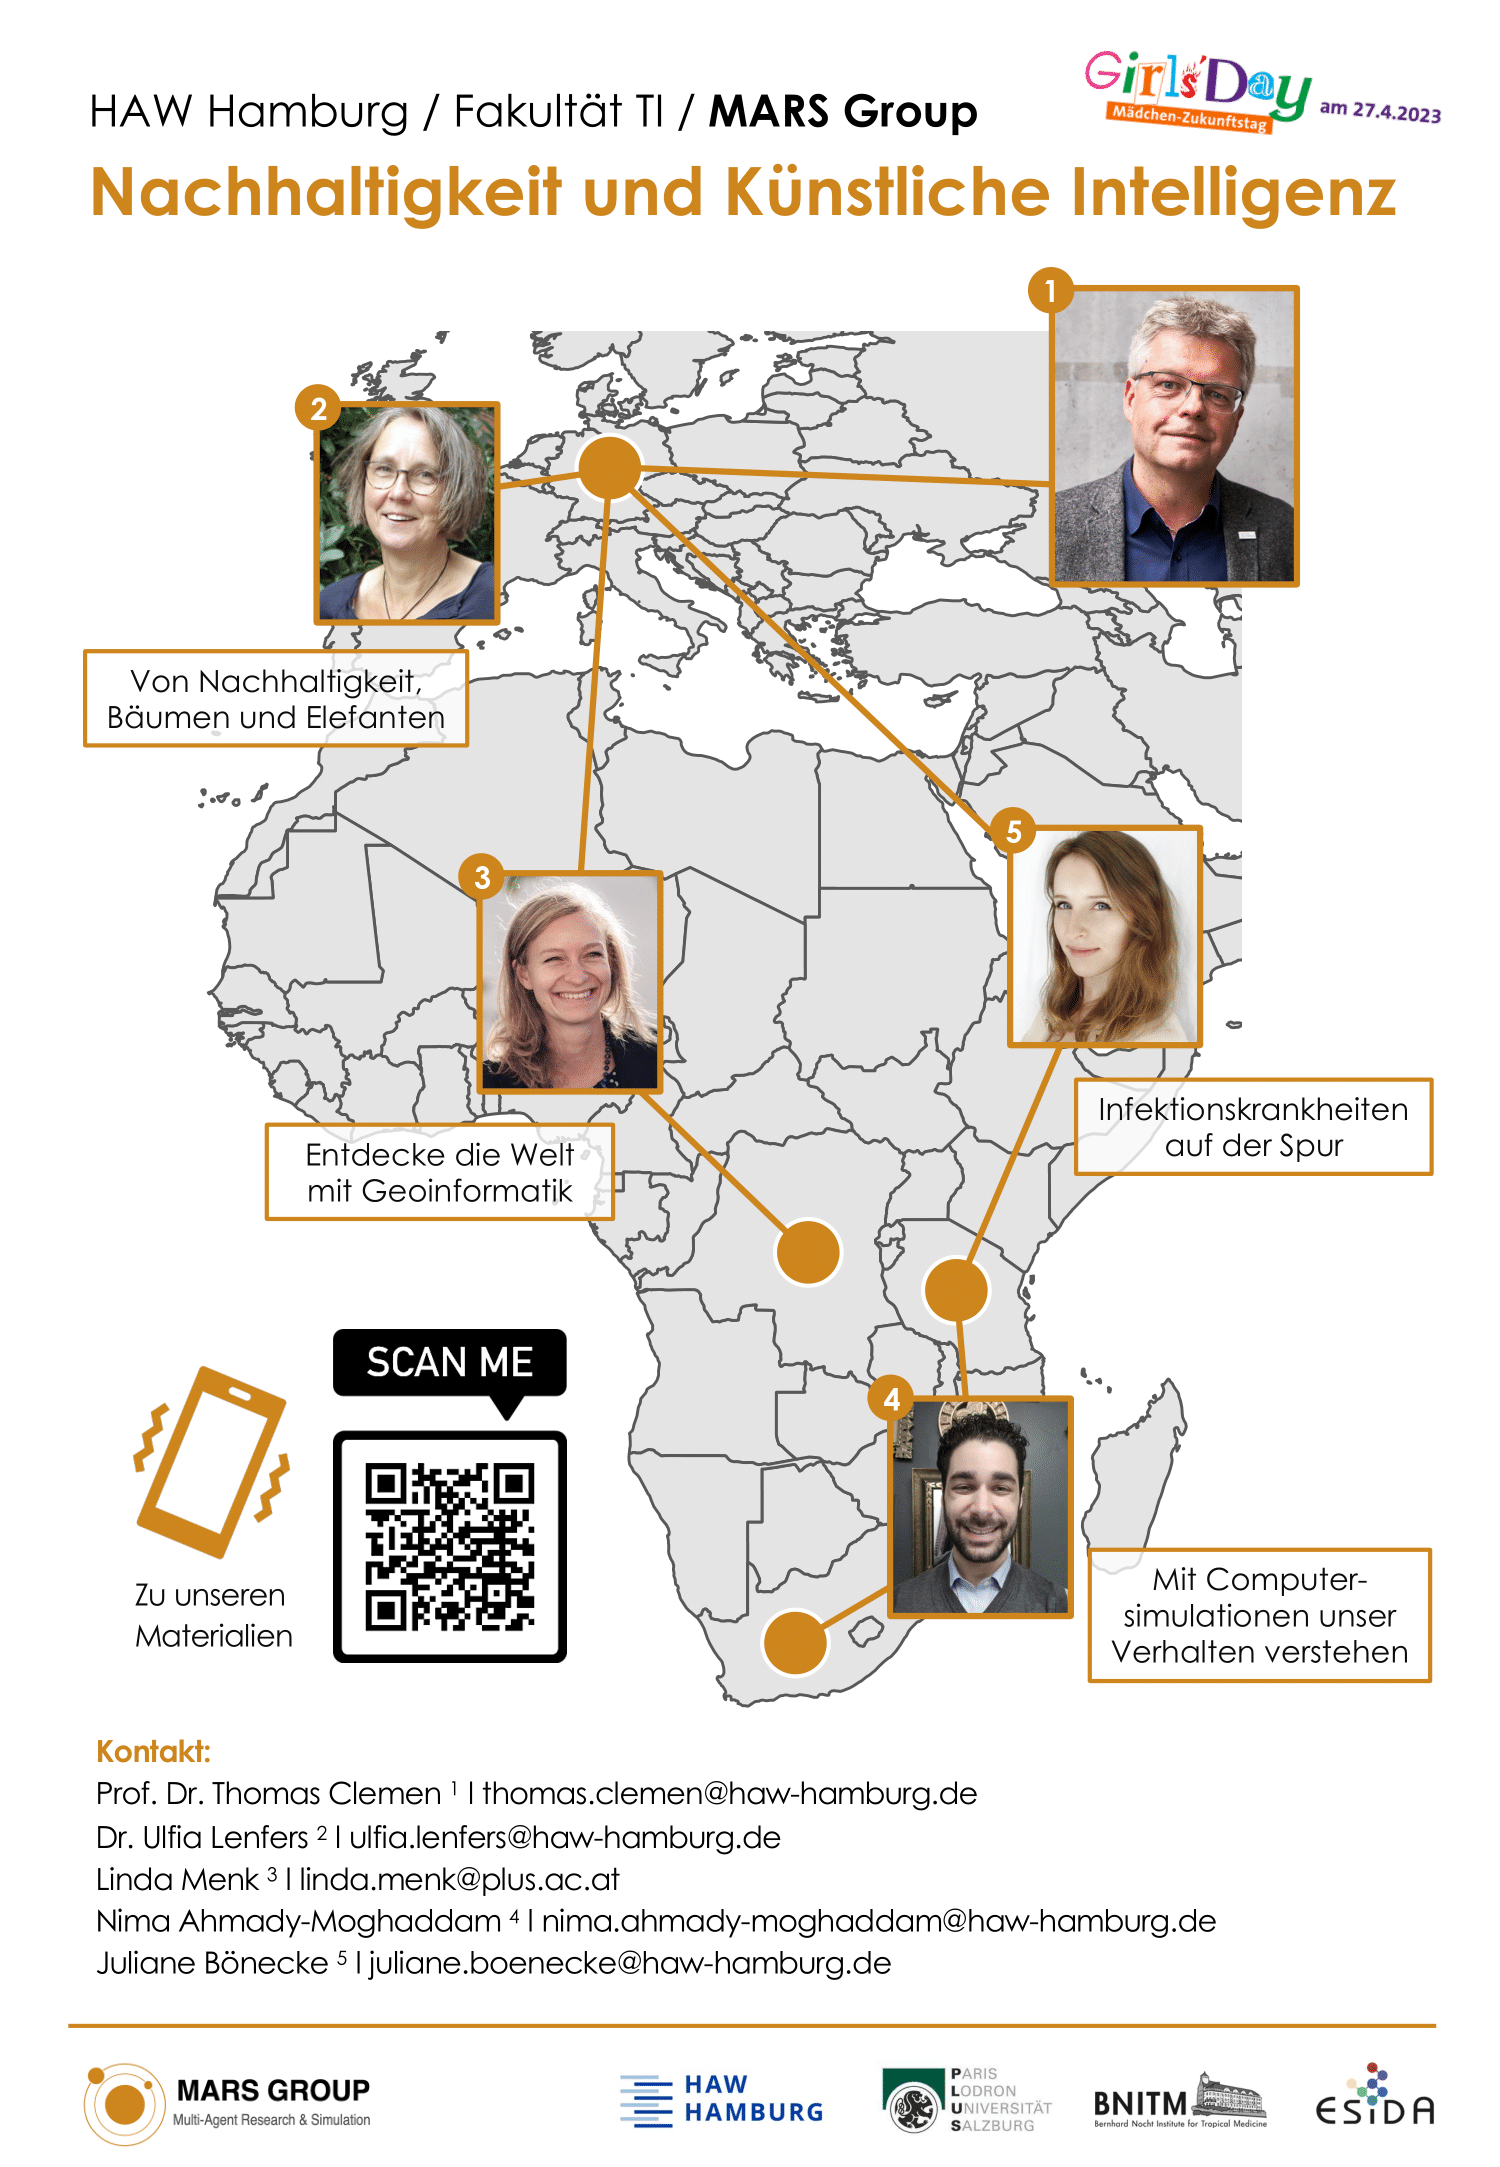 HAW Hamburg / Fakultät TI / MARS Group
Girls'Day
Mädchen-Zukunftstag
am 27.4.2023
Nachhaltigkeit und Künstliche Intelligenz
1
2
Von Nachhaltigkeit,
Bäumen und Elefanten
5
3
Infektionskrankheiten
auf der Spur
Entdecke die Welt
mit Geoinformatik
SCAN ME
4
Zu unseren
Materialien
Mit Computer-
simulationen unser
Verhalten verstehen
Kontakt:
Prof. Dr. Thomas Clemen ¹ | thomas.clemen@haw-hamburg.de
Dr. Ulfia Lenfers ² | ulfia.lenfers@haw-hamburg.de
Linda Menk ³ | linda.menk@plus.ac.at
Nima Ahmady-Moghaddam ⁴ | nima.ahmady-moghaddam@haw-hamburg.de
Juliane Bönecke ⁵ | juliane.boenecke@haw-hamburg.de
MARS GROUP
Multi-Agent Research & Simulation
HAW
HAMBURG
PARIS
LODRON
UNIVERSITÄT
SALZBURG
BNITM
Bernhard Nocht Institute for Tropical Medicine
ESIDA